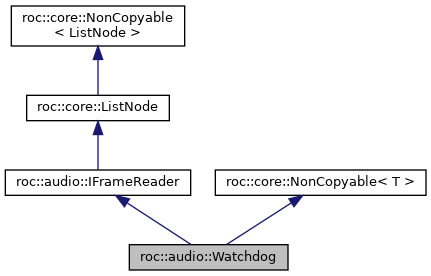 roc::core::NonCopyable
< ListNode >
roc::core::ListNode
roc::audio::IFrameReader
roc::core::NonCopyable< T >
roc::audio::Watchdog